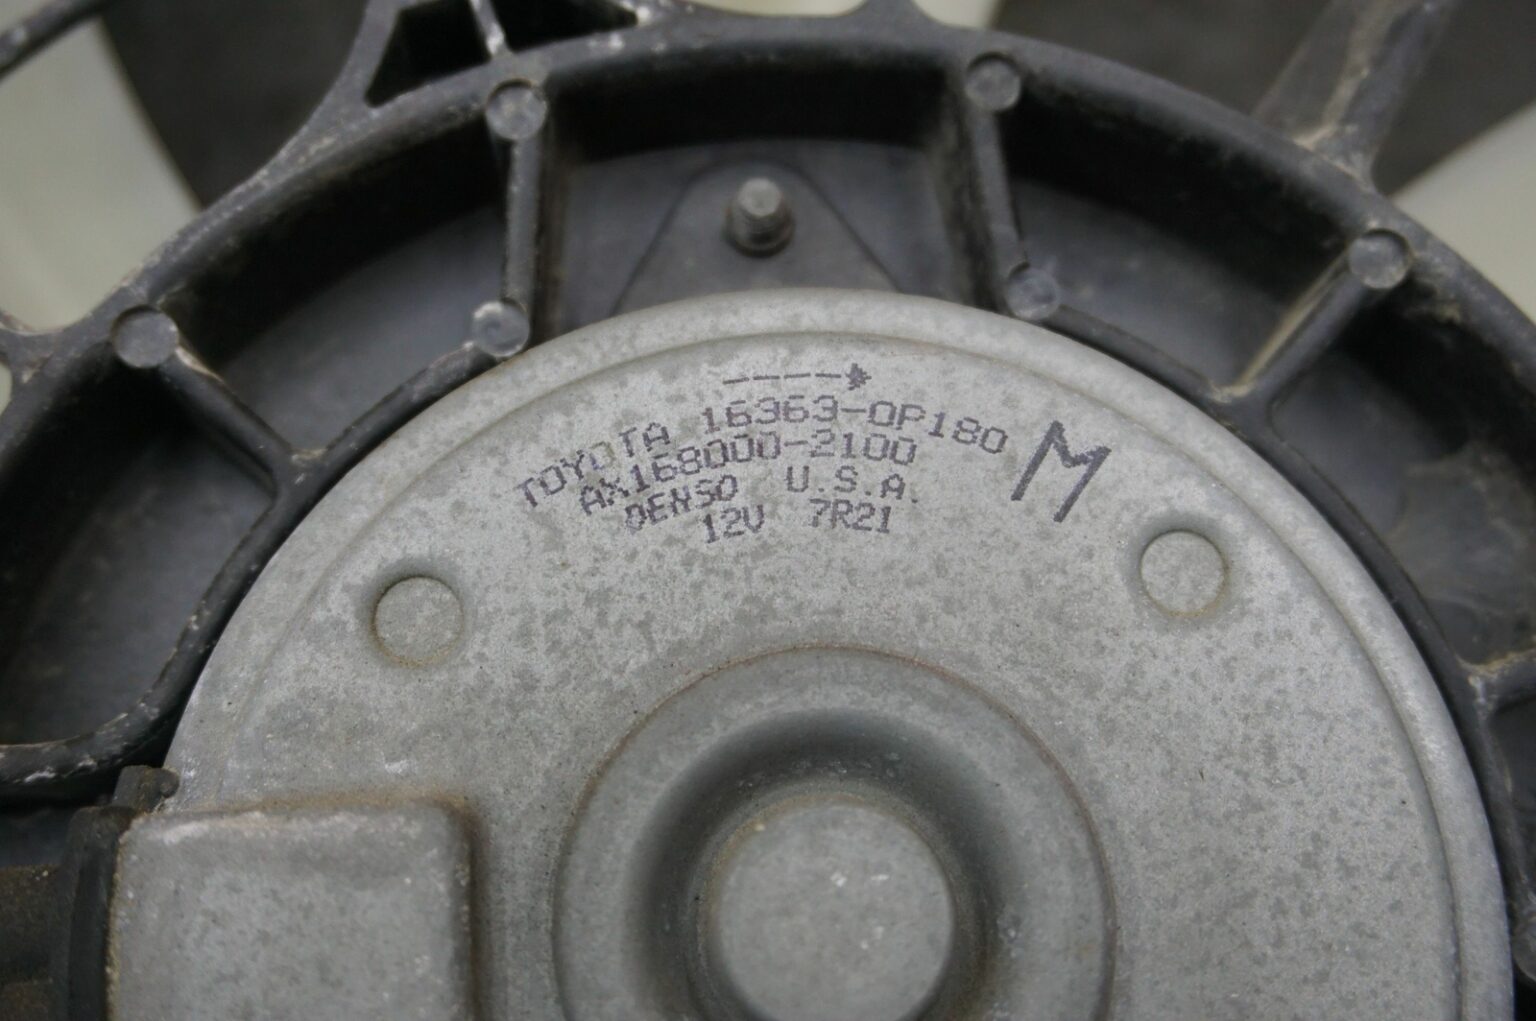 ---->
TOYOTA 16363-0P180
AX168000-2100
DENSO U.S.A.
12V 7R21
M